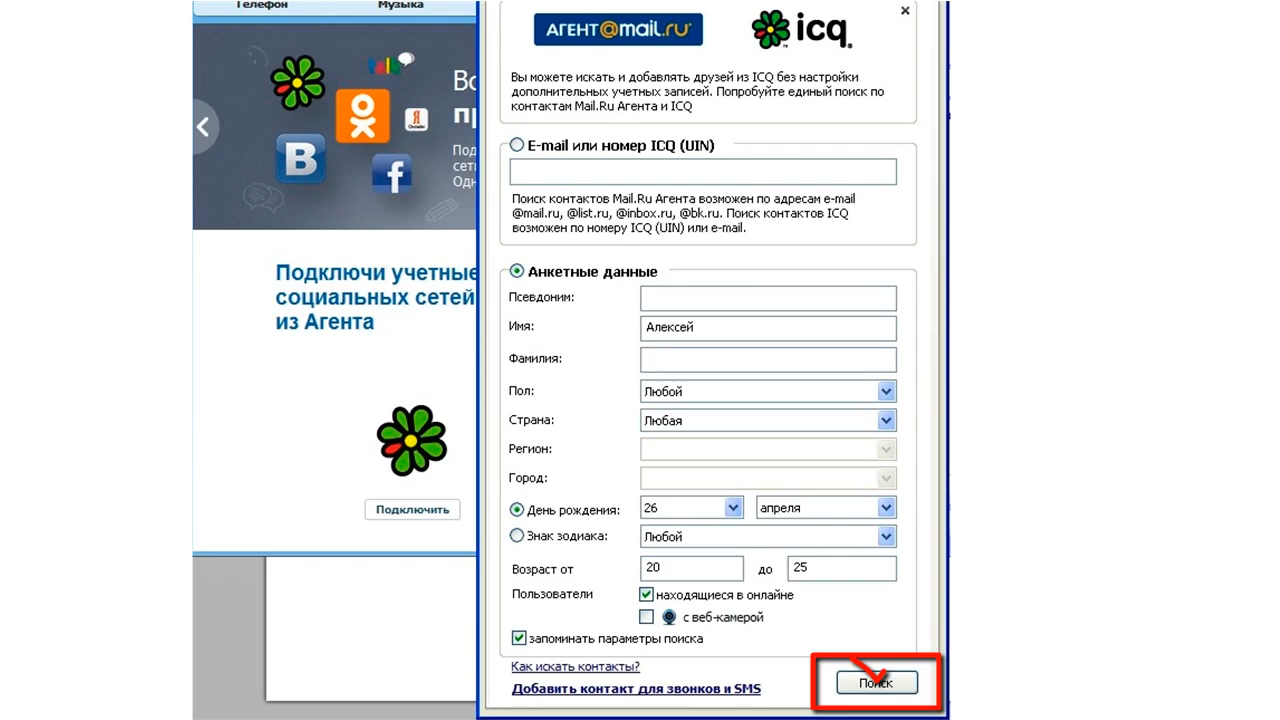 Телефон
Музыка
Подключи учетные
социальных сетей
из Агента
Подключить
АГЕНТ@mail.ru
icq
Вы можете искать и добавлять друзей из ICQ без настройки
дополнительных учетных записей. Попробуйте единый поиск по
контактам Mail.Ru Агента и ICQ
E-mail или номер ICQ (UIN)
Поиск контактов Mail.Ru Агента возможен по адресам e-mail
@mail.ru, @list.ru, @inbox.ru, @bk.ru. Поиск контактов ICQ
возможен по номеру ICQ (UIN) или e-mail.
Анкетные данные
Псевдоним:
Имя: Алексей
Фамилия:
Пол: Любой
Страна: Любая
Регион:
Город:
День рождения: 26 апреля
Знак зодиака: Любой
Возраст от 20 до 25
Пользователи находящиеся в онлайне
с веб-камерой
запоминать параметры поиска
Как искать контакты?
Добавить контакт для звонков и SMS
Поиск